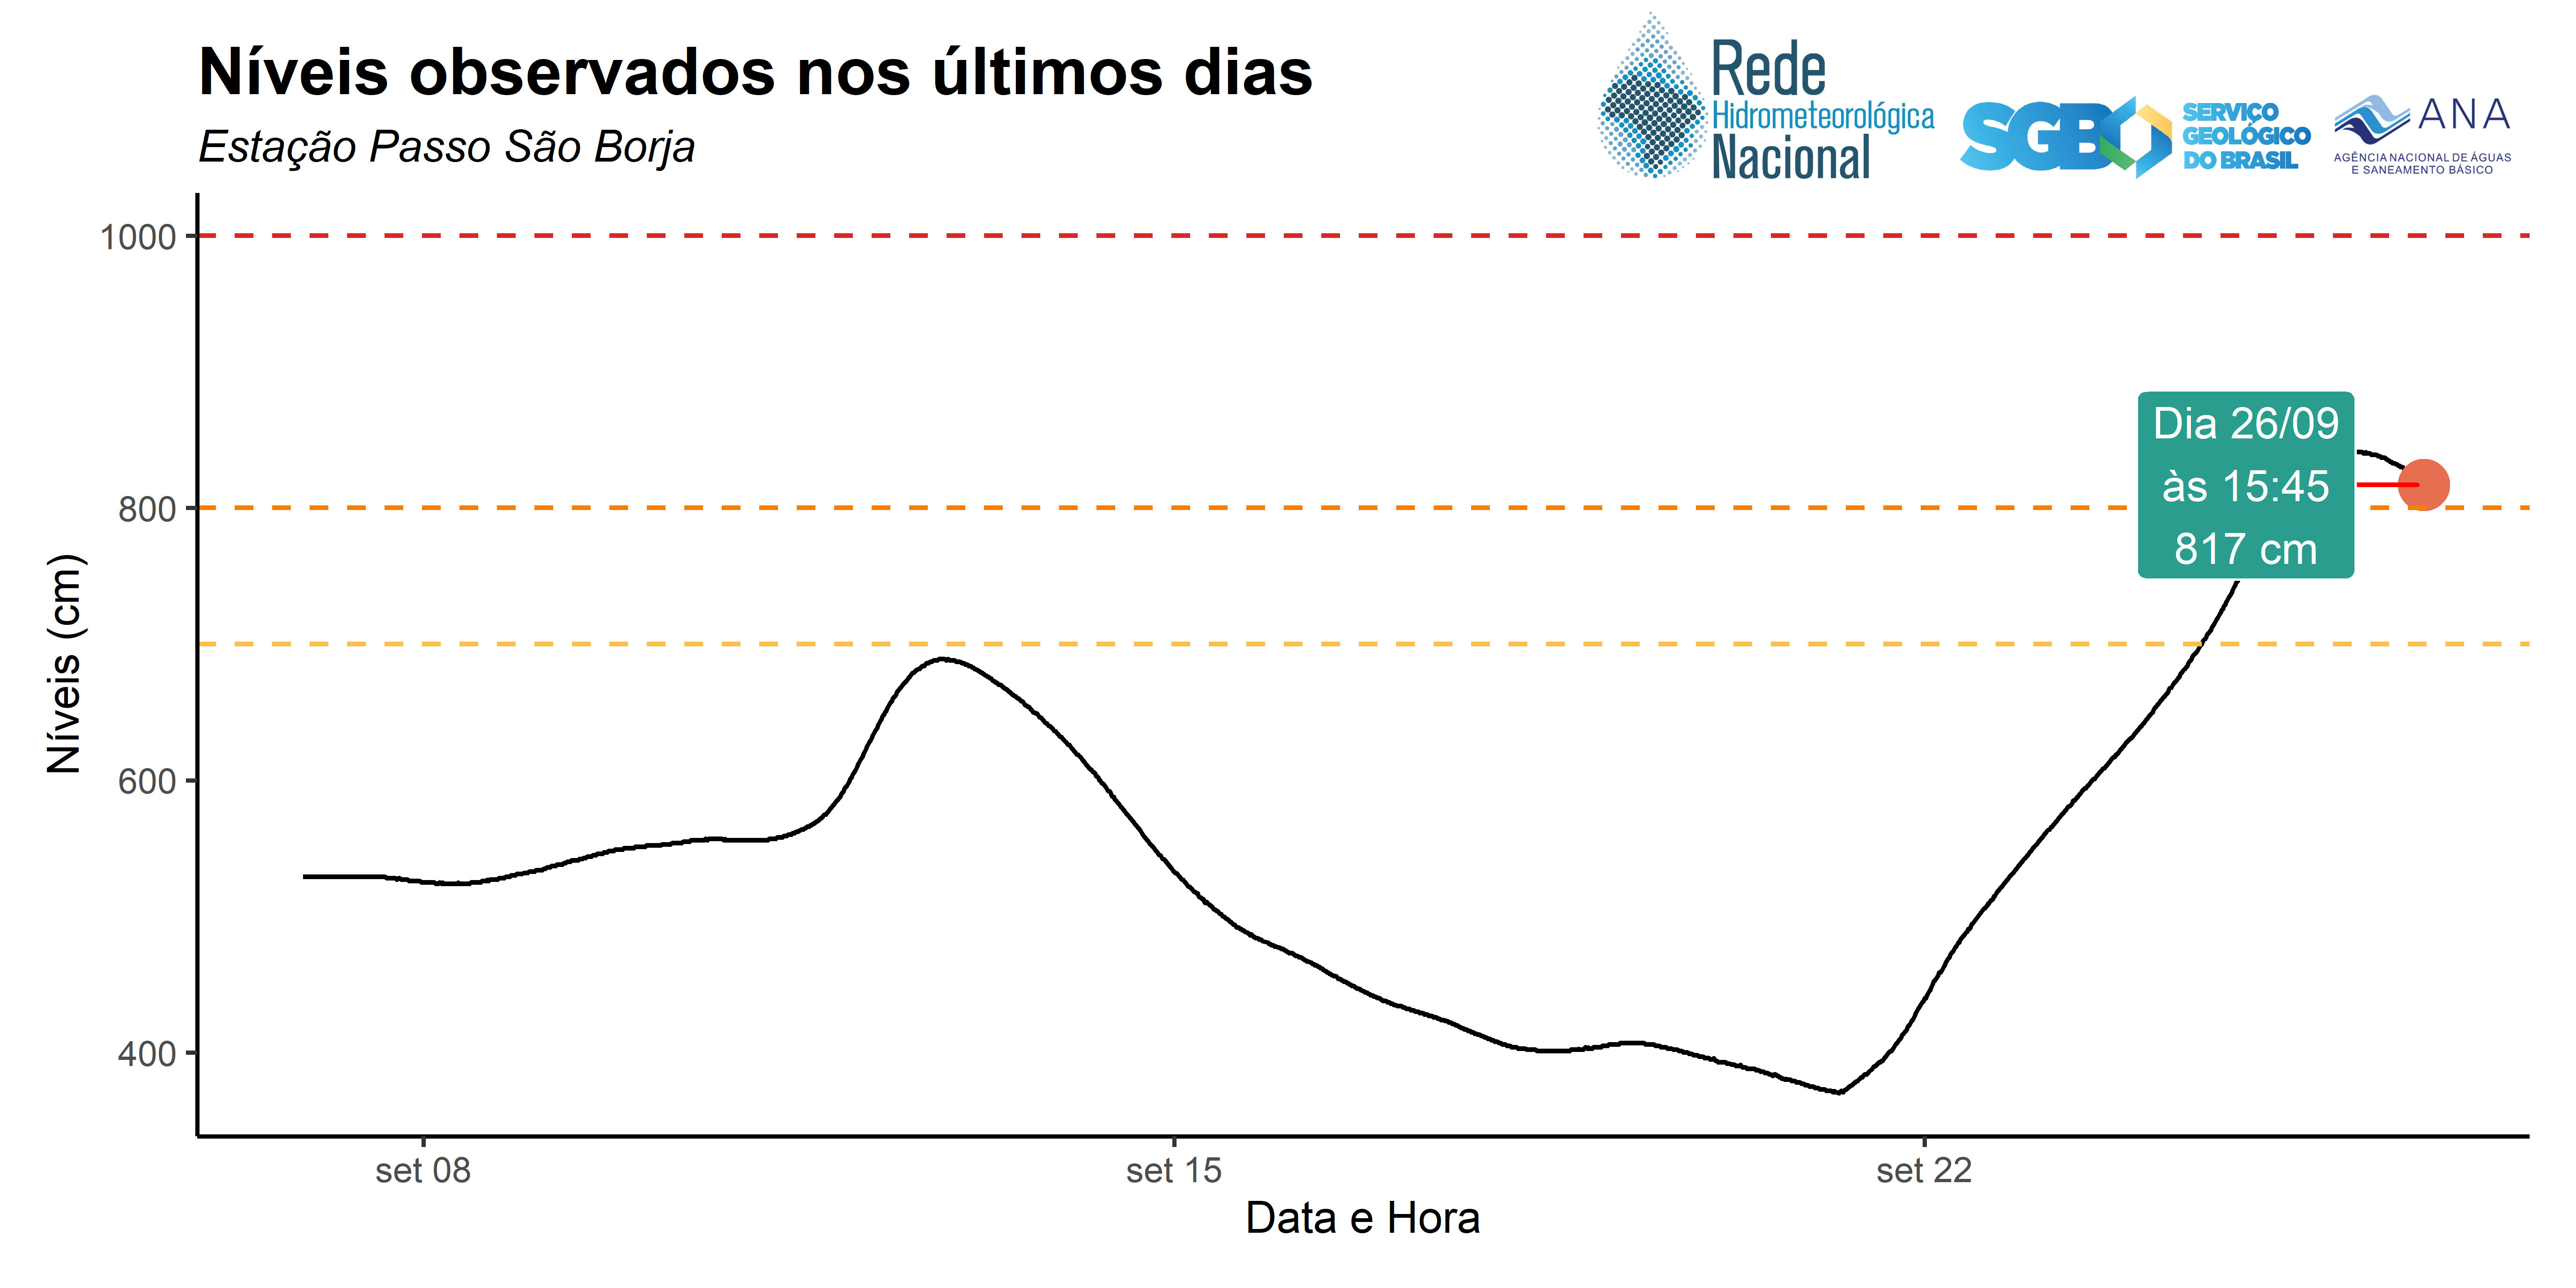 Níveis observados nos últimos dias
Estação Passo São Borja
Rede
Hidrometeorológica
Nacional
SGB
SERVIÇO
GEOLÓGICO
DO BRASIL
ANA
AGÊNCIA NACIONAL DE ÁGUAS
E SANEAMENTO BÁSICO
Níveis (cm)
1000
800
600
400
Dia 26/09
às 15:45
817 cm
set 08
set 15
set 22
Data e Hora